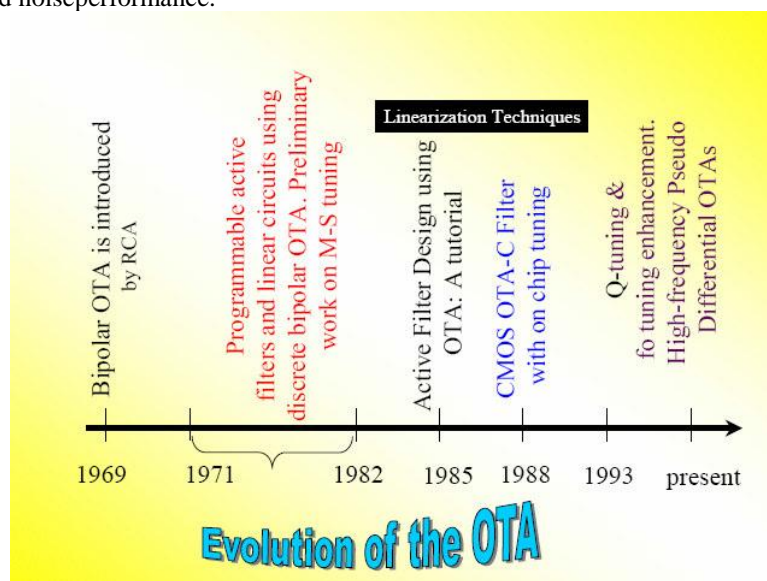 d noiseperformance.
Linearization Techniques
Bipolar OTA is introduced
by RCA
Programmable active
filters and linear circuits using
discrete bipolar OTA. Preliminary
work on M-S tuning
Active Filter Design using
OTA: A tutorial
CMOS OTA-C Filter
with on chip tuning
Q-tuning &
fo tuning enhancement.
High-frequency Pseudo
Differential OTAs
1969 1971 1982 1985 1988 1993 present
Evolution of the OTA